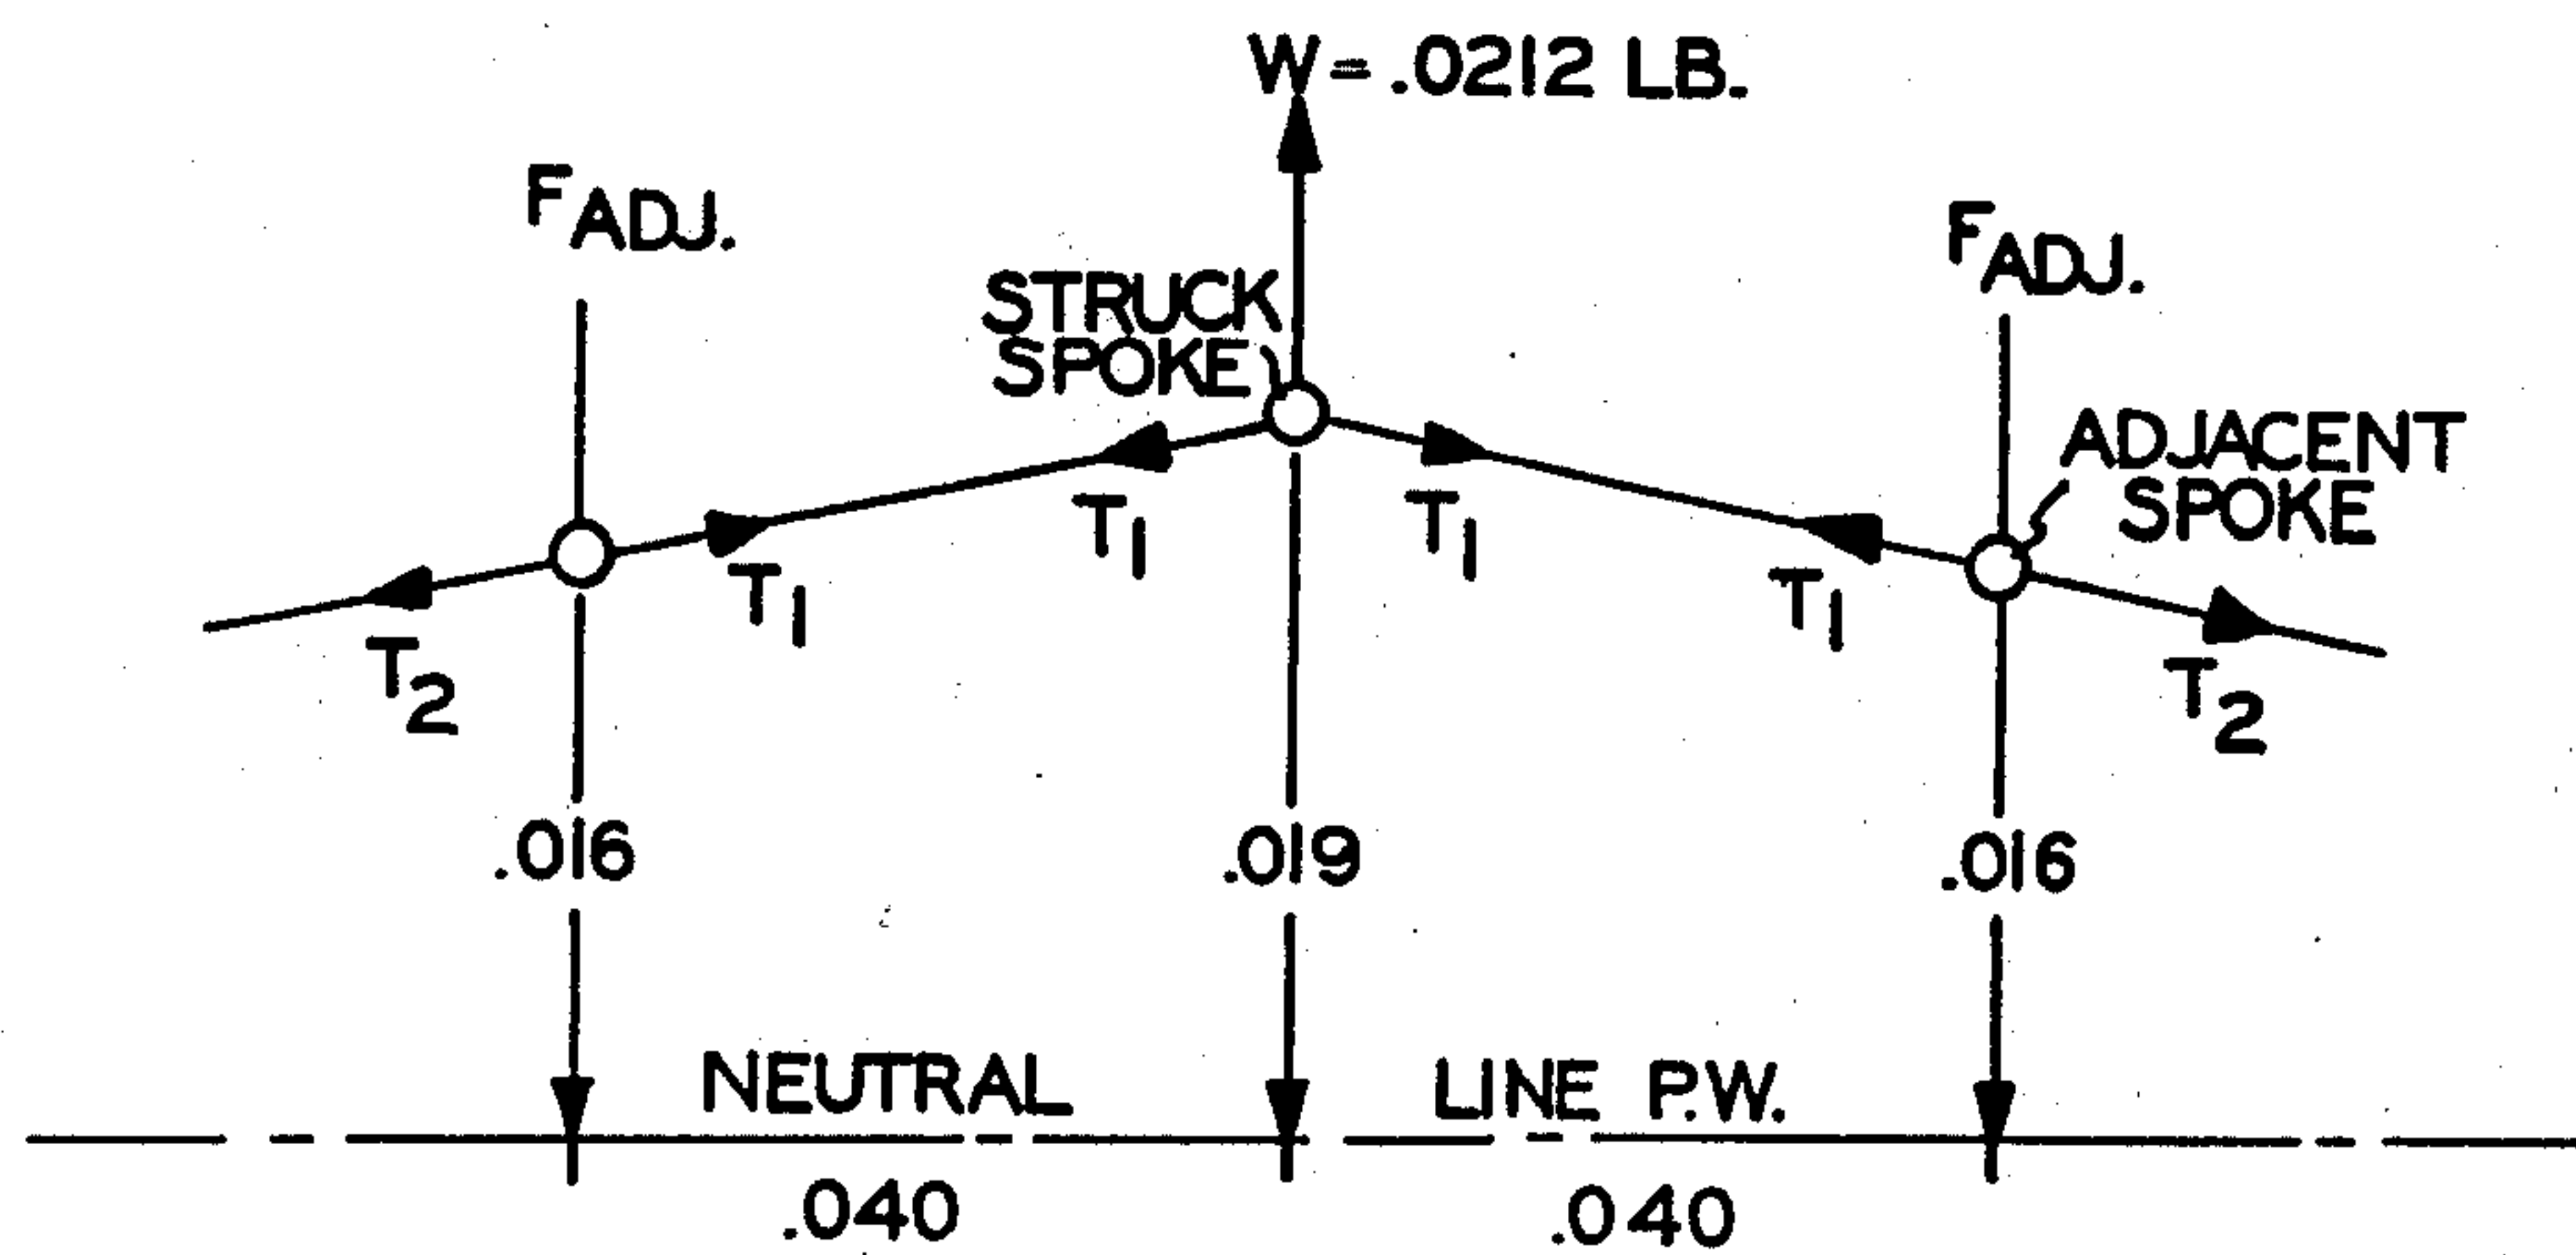 W = .0212 LB.
FADJ.
FADJ.
STRUCK
SPOKE
ADJACENT
SPOKE
T1
T1
T1
T1
T2
T2
.016
.019
.016
NEUTRAL
LINE P.W.
.040
.040